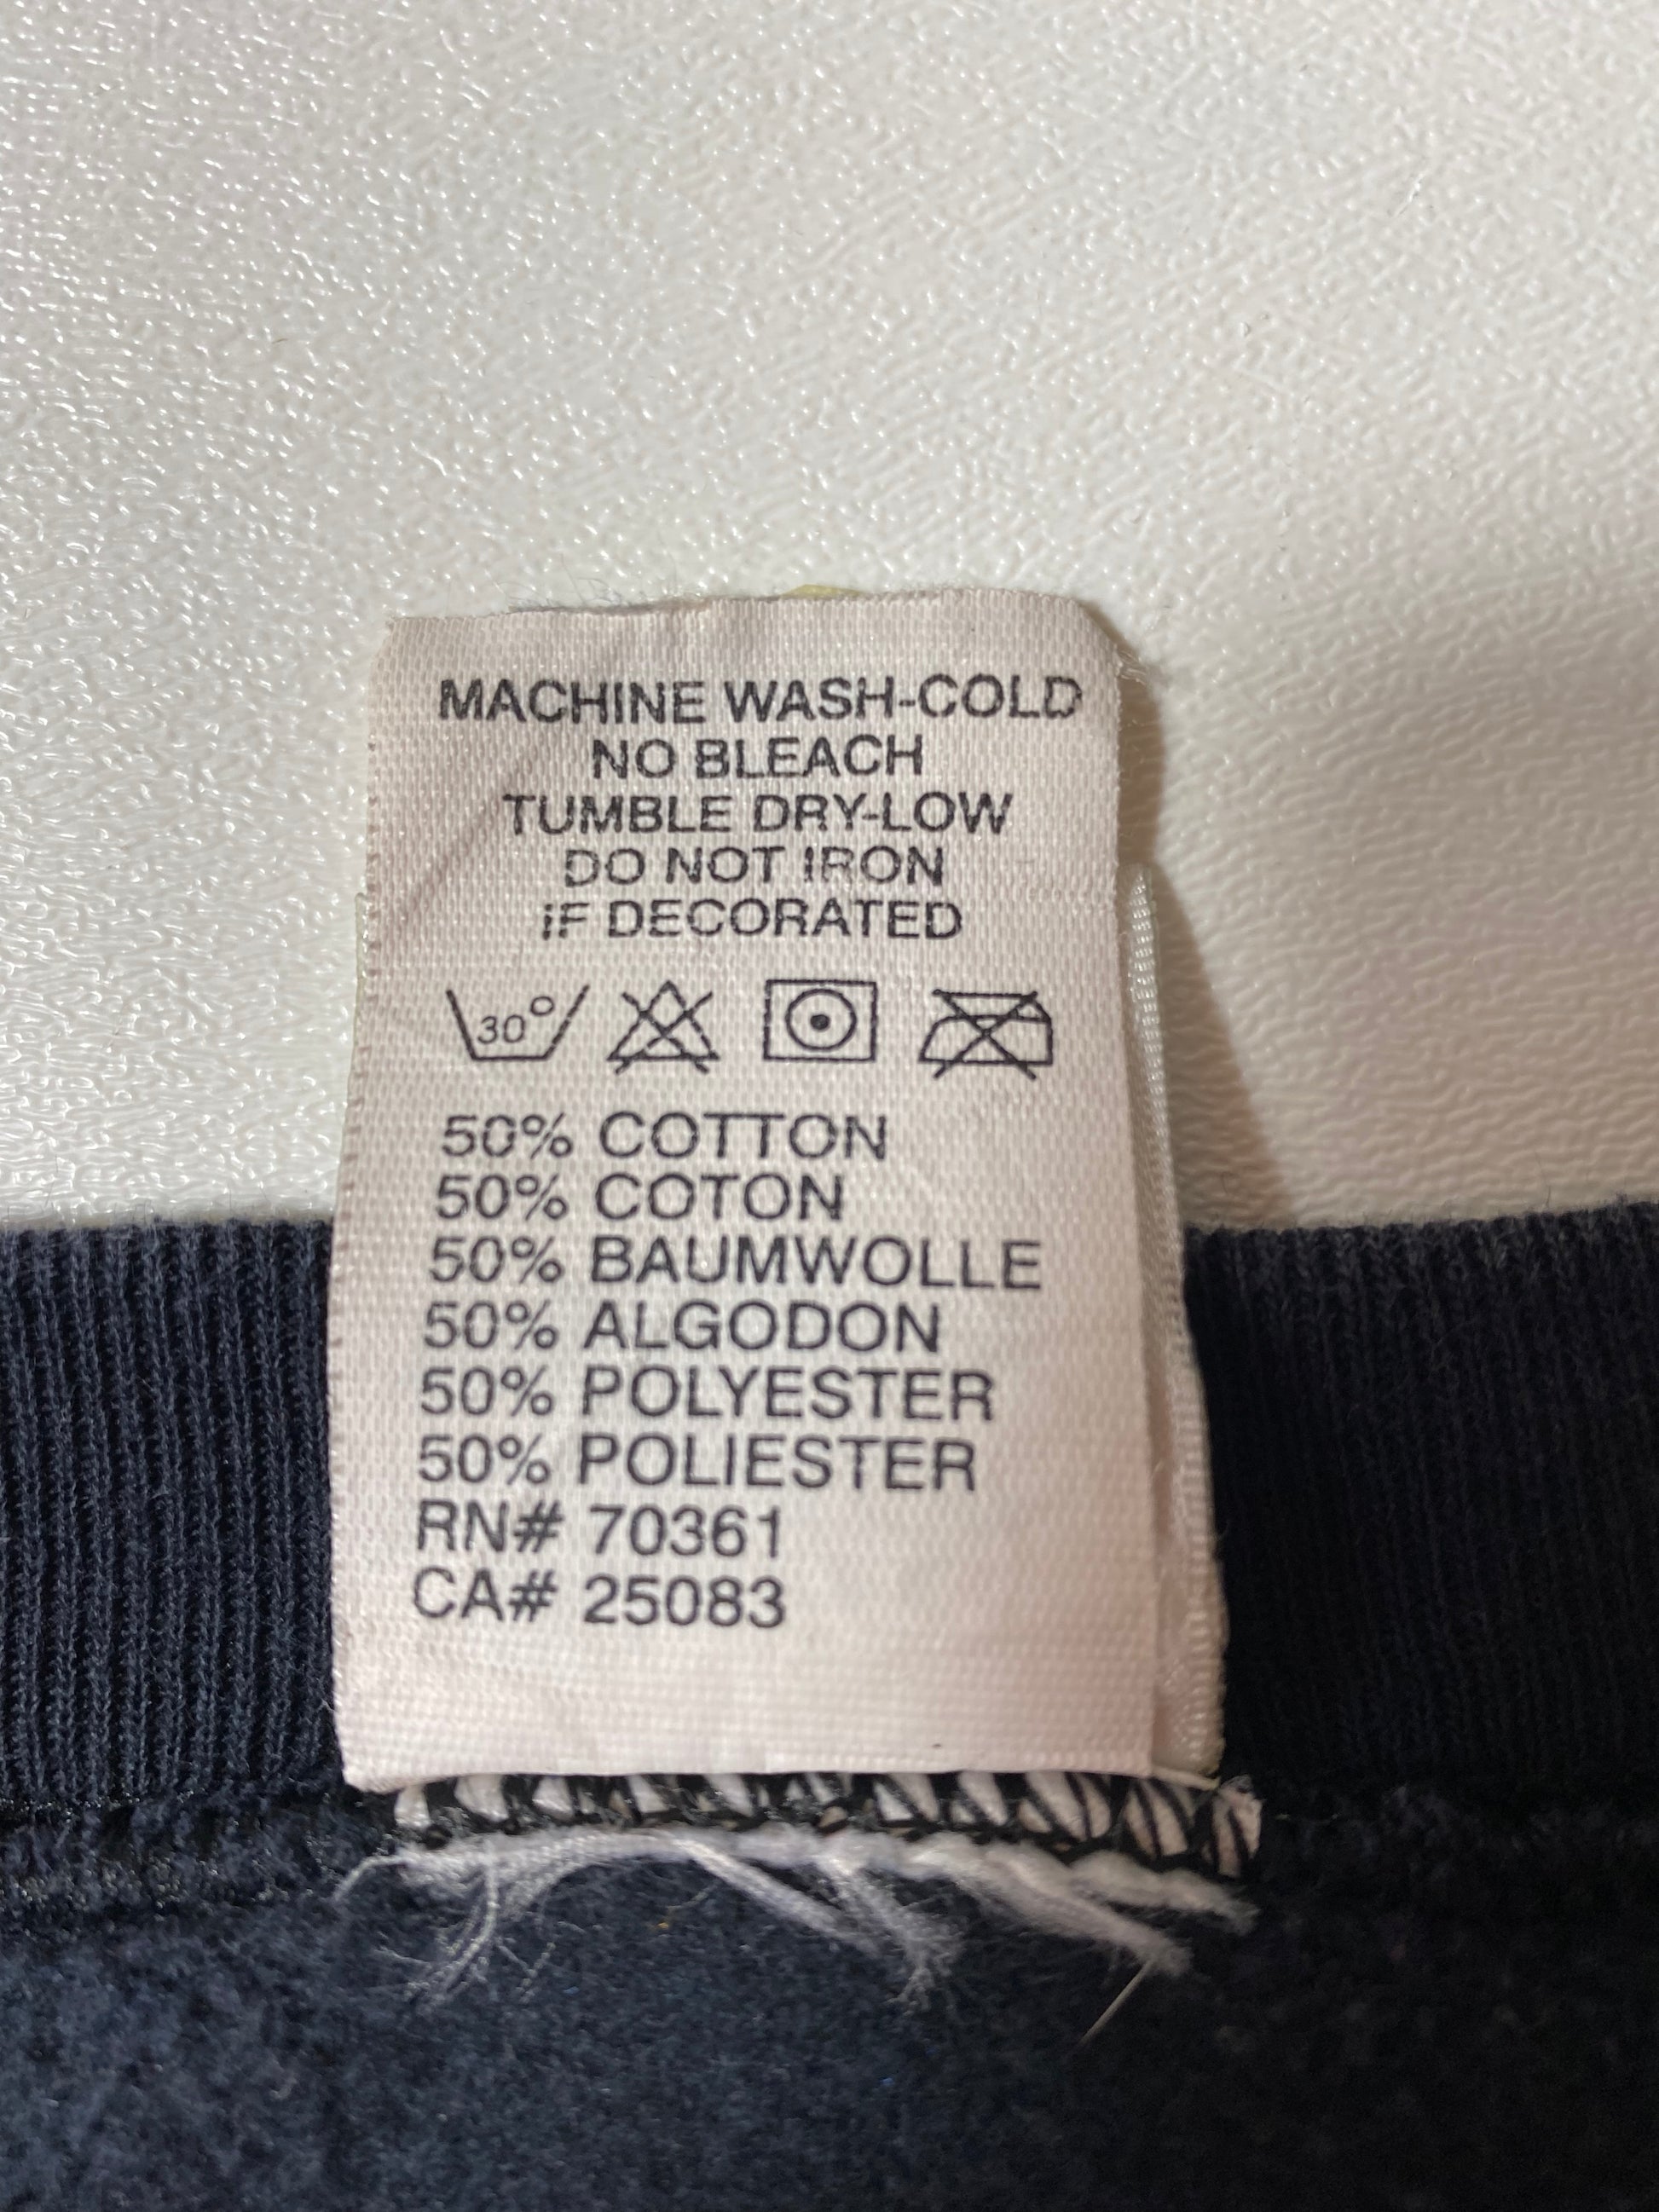 MACHINE WASH-COLD
NO BLEACH
TUMBLE DRY-LOW
DO NOT IRON
IF DECORATED
30°
50% COTTON
50% COTON
50% BAUMWOLLE
50% ALGODON
50% POLYESTER
50% POLIESTER
RN# 70361
CA# 25083